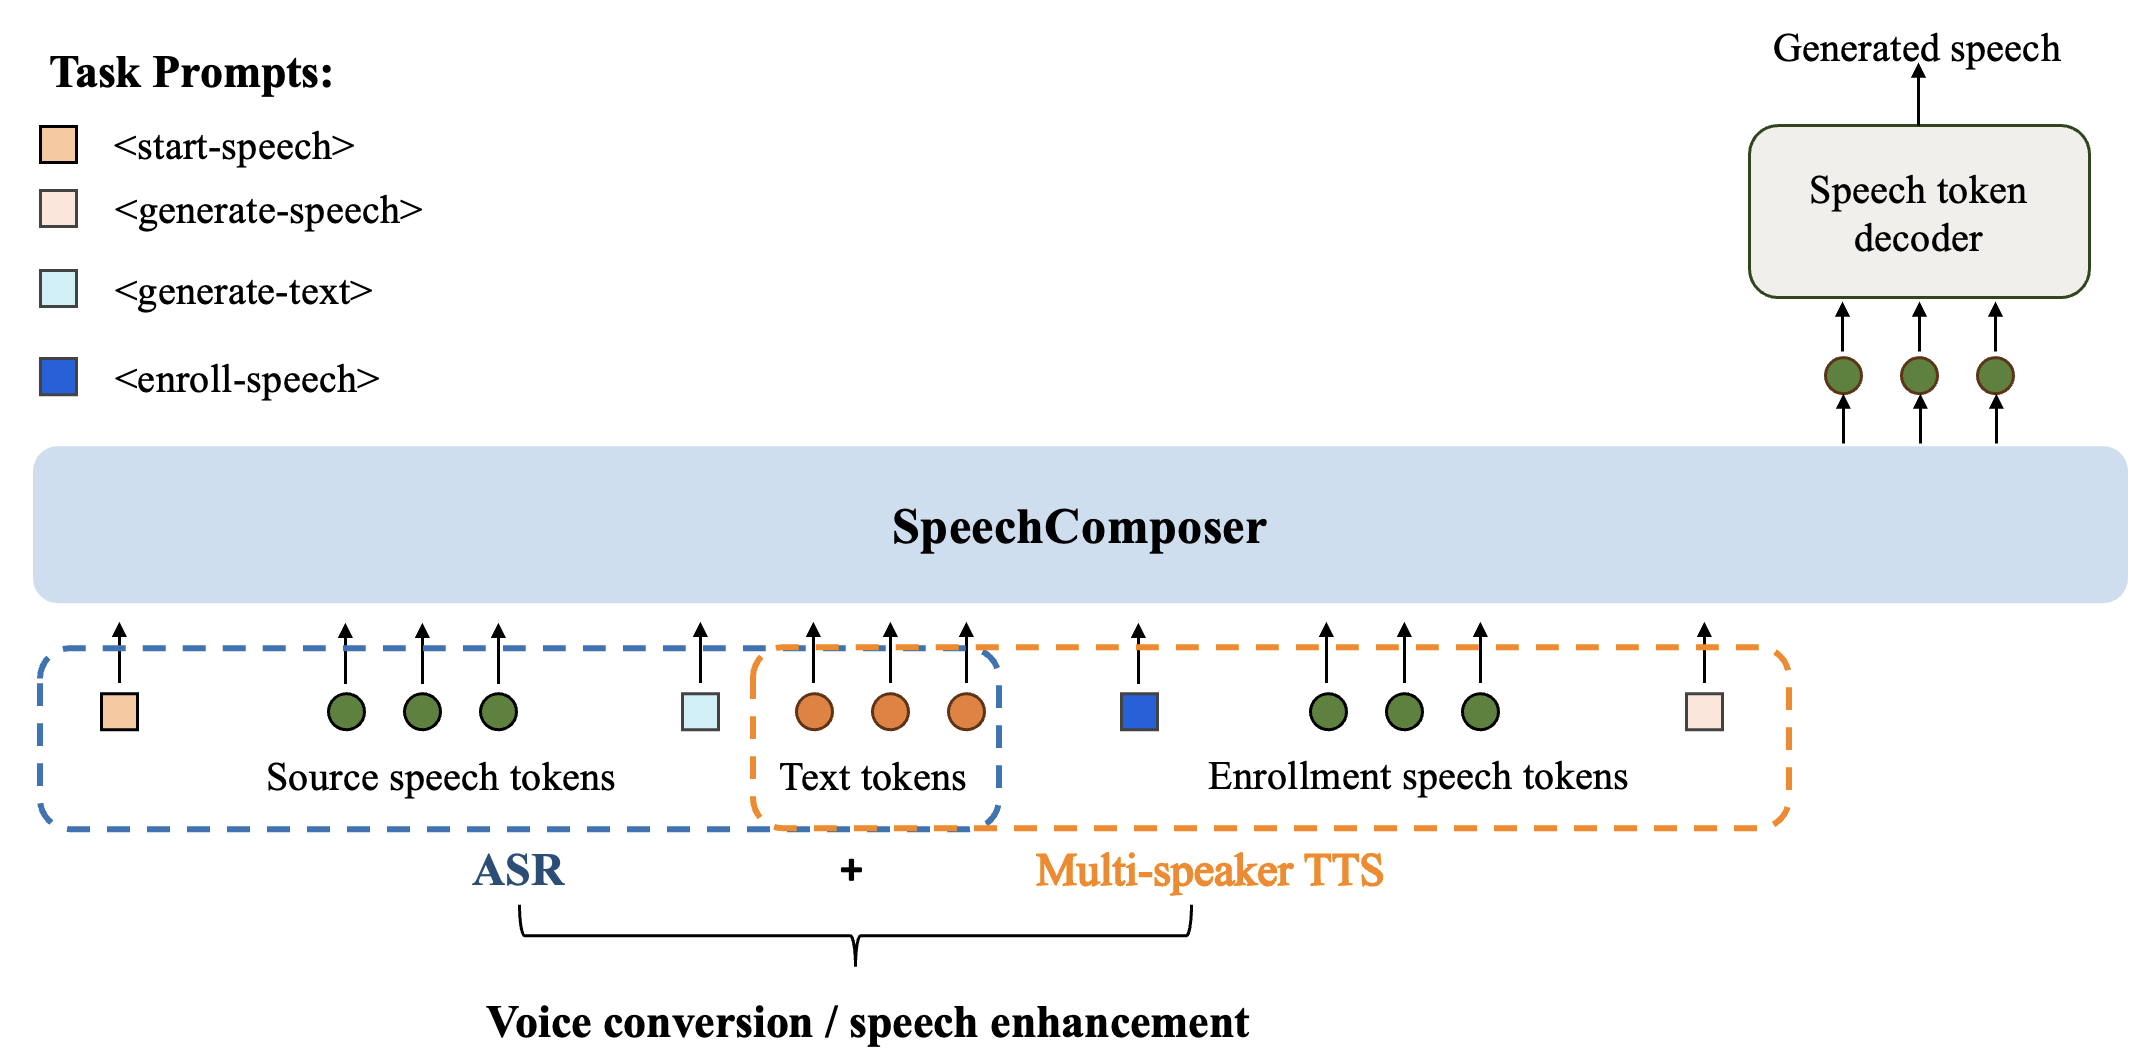 Task Prompts:
<start-speech>
<generate-speech>
<generate-text>
<enroll-speech>
Generated speech
Speech token
decoder
SpeechComposer
Source speech tokens
Text tokens
Enrollment speech tokens
ASR + Multi-speaker TTS
Voice conversion / speech enhancement